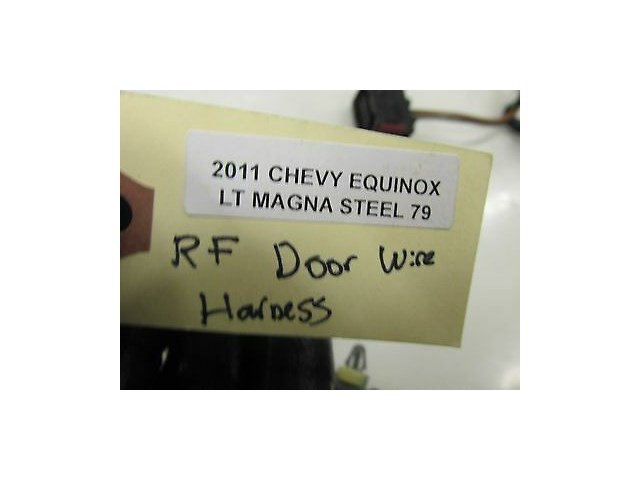 2011 CHEVY EQUINOX
LT MAGNA STEEL 79
RF Door Wire
Harness